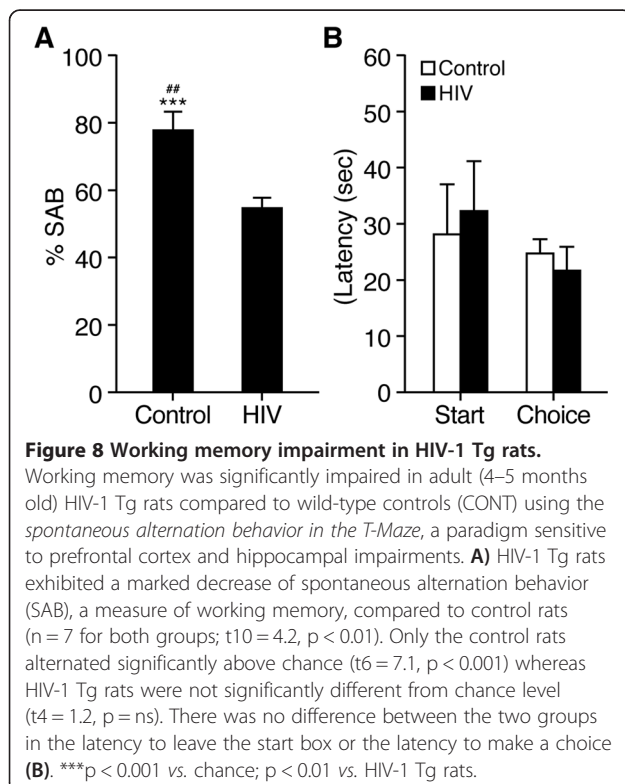 A
B
##
***
% SAB
100
80
60
40
20
0
Control
HIV
(Latency (sec)
60
50
40
30
20
10
0
Control
HIV
Start
Choice
Figure 8 Working memory impairment in HIV-1 Tg rats.
Working memory was significantly impaired in adult (4–5 months
old) HIV-1 Tg rats compared to wild-type controls (CONT) using the
spontaneous alternation behavior in the T-Maze, a paradigm sensitive
to prefrontal cortex and hippocampal impairments. A) HIV-1 Tg rats
exhibited a marked decrease of spontaneous alternation behavior
(SAB), a measure of working memory, compared to control rats
(n = 7 for both groups; t10 = 4.2, p < 0.01). Only the control rats
alternated significantly above chance (t6 = 7.1, p < 0.001) whereas
HIV-1 Tg rats were not significantly different from chance level
(t4 = 1.2, p = ns). There was no difference between the two groups
in the latency to leave the start box or the latency to make a choice
(B). ***p < 0.001 vs. chance; p < 0.01 vs. HIV-1 Tg rats.